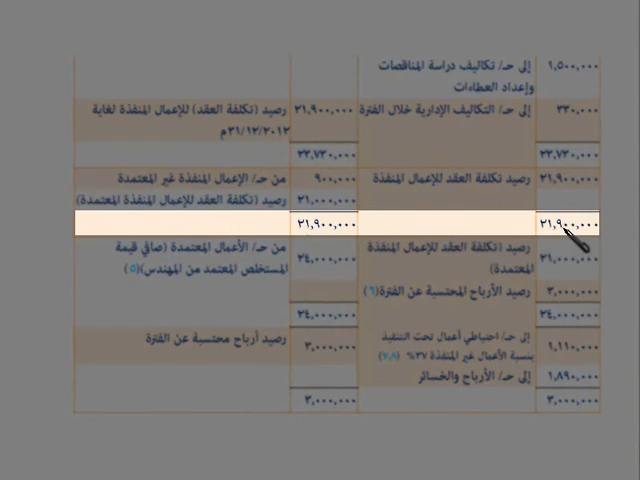 ١,٥٠٠,٠٠٠ إلى حـ/ تكاليف دراسة المناقصات
وإعداد العطاءات
٣٣٠,٠٠٠ إلى حـ/ التكاليف الإدارية خلال الفترة ٢١,٩٠٠,٠٠٠ رصيد (تكلفة العقد) للإعمال المنفذة لغاية
٣١/١٢/٢٠١٢م
٢٣,٧٣٠,٠٠٠ ٢٣,٧٣٠,٠٠٠
٢١,٩٠٠,٠٠٠ رصيد تكلفة العقد للإعمال المنفذة ٩٠٠,٠٠٠ من حـ/ الإعمال المنفذة غير المعتمدة
٢١,٠٠٠,٠٠٠ رصيد (تكلفة العقد للإعمال المنفذة المعتمدة)
٢١,٩٠٠,٠٠٠ ٢١,٩٠٠,٠٠٠
٢١,٠٠٠,٠٠٠ رصيد (تكلفة العقد للإعمال المنفذة المعتمدة) ٢٤,٠٠٠,٠٠٠ من حـ/ الأعمال المعتمدة (صافي قيمة
المستخلص المعتمد من المهندس)(٥)
٣,٠٠٠,٠٠٠ رصيد الأرباح المحتسبة عن الفترة(٦)
٢٤,٠٠٠,٠٠٠ ٢٤,٠٠٠,٠٠٠
١,١١٠,٠٠٠ إلى حـ/ احتياطي أعمال تحت التنفيذ
بنسبة الأعمال غير المنفذة ٣٧% (٧،٨) ٣,٠٠٠,٠٠٠ رصيد أرباح محتسبة عن الفترة
١,٨٩٠,٠٠٠ إلى حـ/ الأرباح والخسائر
٣,٠٠٠,٠٠٠ ٣,٠٠٠,٠٠٠